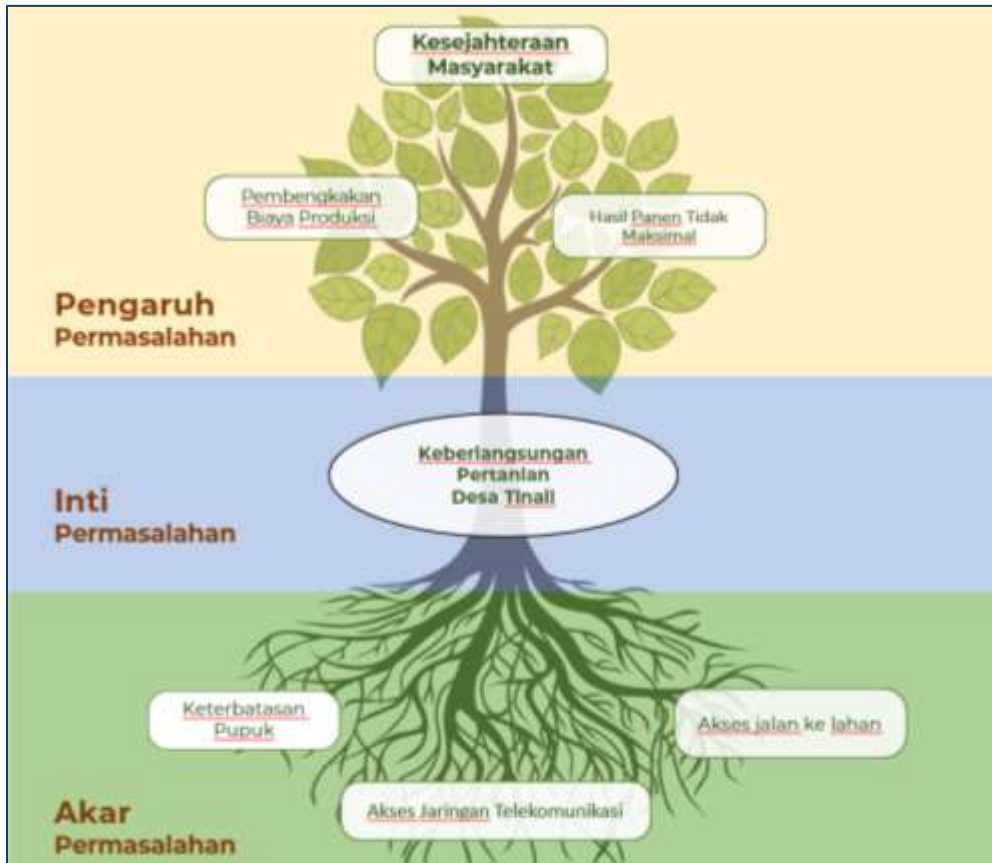 Kesejahteraan
Masyarakat
Pembengkakan
Biaya Produksi
Hasil Panen Tidak
Maksimal
Pengaruh
Permasalahan
Keberlangsungan
Pertanian
Desa Tinali
Inti
Permasalahan
Keterbatasan
Pupuk
Akses jalan ke lahan
Akses Jaringan Telekomunikasi
Akar
Permasalahan